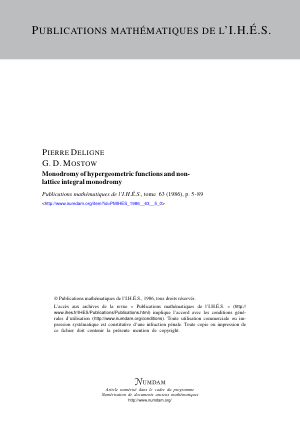 PUBLICATIONS MATHÉMATIQUES DE L'I.H.É.S.
PIERRE DELIGNE
G. D. MOSTOW
Monodromy of hypergeometric functions and non-
lattice integral monodromy
Publications mathématiques de l'I.H.É.S., tome 63 (1986), p. 5-89
<http://www.numdam.org/item?id=PMIHES_1986__63__5_0>
© Publications mathématiques de l'I.H.É.S., 1986, tous droits réservés.
L'accès aux archives de la revue « Publications mathématiques de l'I.H.É.S. » (http://
www.ihes.fr/IHES/Publications/Publications.html) implique l'accord avec les conditions géné-
rales d'utilisation (http://www.numdam.org/conditions). Toute utilisation commerciale ou im-
pression systématique est constitutive d'une infraction pénale. Toute copie ou impression de
ce fichier doit contenir la présente mention de copyright.
NUMDAM
Article numérisé dans le cadre du programme
Numérisation de documents anciens mathématiques
http://www.numdam.org/